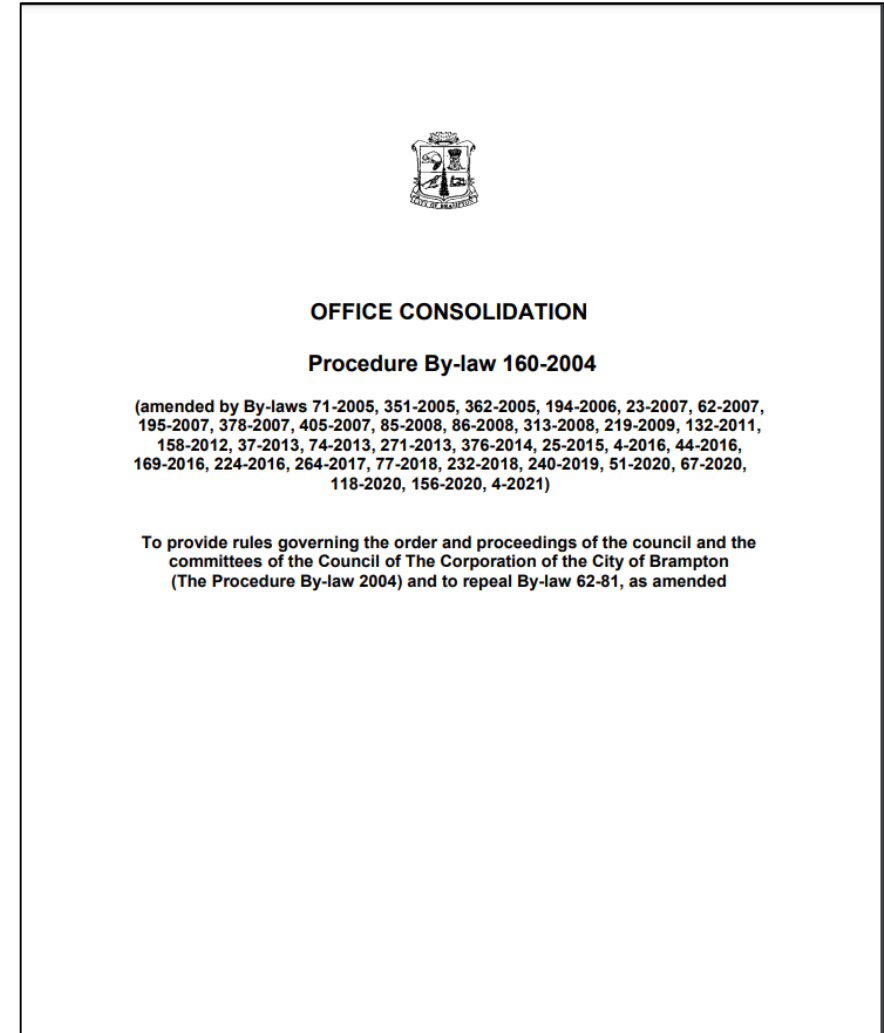 CITY OF BRAMPTON
OFFICE CONSOLIDATION
Procedure By-law 160-2004
(amended by By-laws 71-2005, 351-2005, 362-2005, 194-2006, 23-2007, 62-2007,
195-2007, 378-2007, 405-2007, 85-2008, 86-2008, 313-2008, 219-2009, 132-2011,
158-2012, 37-2013, 74-2013, 271-2013, 376-2014, 25-2015, 4-2016, 44-2016,
169-2016, 224-2016, 264-2017, 77-2018, 232-2018, 240-2019, 51-2020, 67-2020,
118-2020, 156-2020, 4-2021)
To provide rules governing the order and proceedings of the council and the
committees of the Council of The Corporation of the City of Brampton
(The Procedure By-law 2004) and to repeal By-law 62-81, as amended